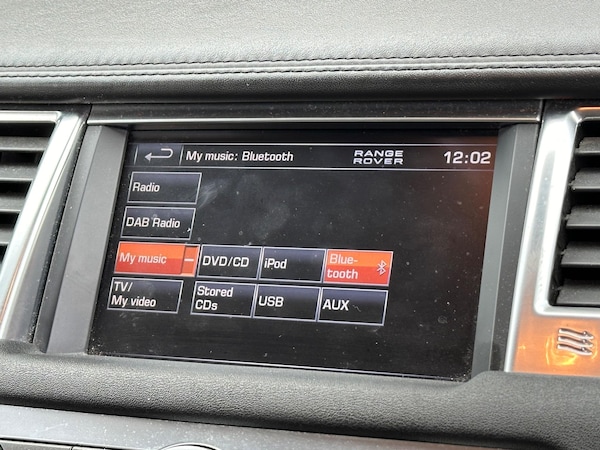 My music: Bluetooth
RANGE
ROVER
12:02
Radio
DAB Radio
My music
DVD/CD
iPod
Blue-
tooth
TV/
My video
Stored
CDs
USB
AUX